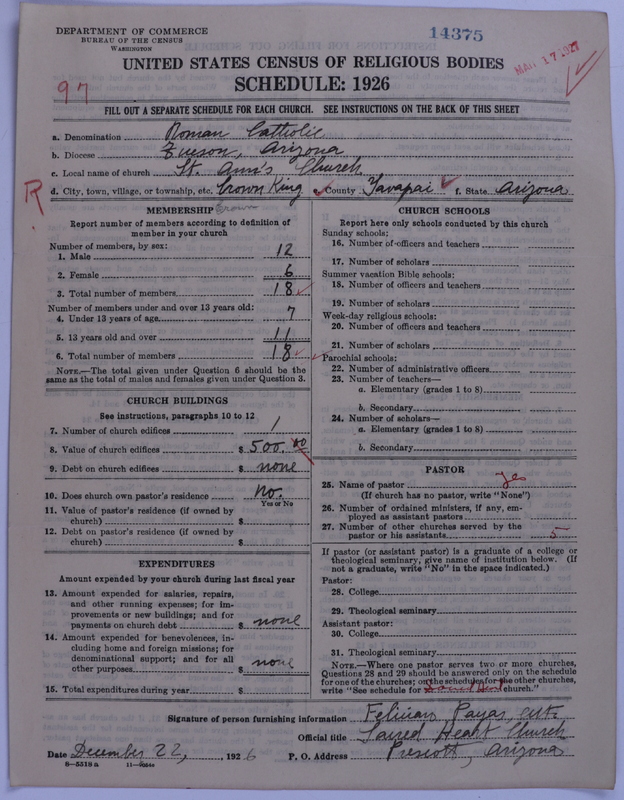 DEPARTMENT OF COMMERCE
BUREAU OF THE CENSUS
WASHINGTON
14375
MAR 17 1927
UNITED STATES CENSUS OF RELIGIOUS BODIES
SCHEDULE: 1926
97
FILL OUT A SEPARATE SCHEDULE FOR EACH CHURCH. SEE INSTRUCTIONS ON THE BACK OF THIS SHEET
a. Denomination Roman Catholic
b. Diocese Tucson, Arizona
c. Local name of church St. Ann's Church
d. City, town, village, or township, etc. Crown King e. County Yavapai f. State Arizona
R
Crown
MEMBERSHIP
Report number of members according to definition of
member in your church
Number of members, by sex:
1. Male 12
2. Female 6
3. Total number of members 18
Number of members under and over 13 years old:
4. Under 13 years of age 7
5. 13 years old and over 11
6. Total number of members 18
NOTE.—The total given under Question 6 should be the
same as the total of males and females given under Question 3.
CHURCH BUILDINGS
See instructions, paragraphs 10 to 12
7. Number of church edifices 1
8. Value of church edifices $ 500.00
9. Debt on church edifices $ none
10. Does church own pastor's residence No.
Yes or No
11. Value of pastor's residence (if owned by
church) $
12. Debt on pastor's residence (if owned by
church) $
EXPENDITURES
Amount expended by your church during last fiscal year
13. Amount expended for salaries, repairs,
and other running expenses; for im-
provements or new buildings; and for
payments on church debt $ none
14. Amount expended for benevolences, in-
cluding home and foreign missions; for
denominational support; and for all
other purposes $ none
15. Total expenditures during year $
CHURCH SCHOOLS
Report here only schools conducted by this church
Sunday schools:
16. Number of officers and teachers
17. Number of scholars
Summer vacation Bible schools:
18. Number of officers and teachers
19. Number of scholars
Week-day religious schools:
20. Number of officers and teachers
21. Number of scholars
Parochial schools:
22. Number of administrative officers
23. Number of teachers—
a. Elementary (grades 1 to 8)
b. Secondary
24. Number of scholars—
a. Elementary (grades 1 to 8)
b. Secondary
PASTOR
25. Name of pastor yes
(If church has no pastor, write "None")
26. Number of ordained ministers, if any, em-
ployed as assistant pastors
27. Number of other churches served by the
pastor or his assistants 5
If pastor (or assistant pastor) is a graduate of a college or
theological seminary, give name of institution below. (If
not a graduate, write "No" in the space indicated.)
Pastor:
28. College
29. Theological seminary
Assistant pastor:
30. College
31. Theological seminary
NOTE.—Where one pastor serves two or more churches,
Questions 28 and 29 should be answered only on the schedule
for one of the churches; on the schedules for the other churches,
write "See schedule for church."
Signature of person furnishing information Felician Payas,
Official title Sacred Heart Church
Date December 22, 1926 P. O. Address Prescott, Arizona
8-5318a